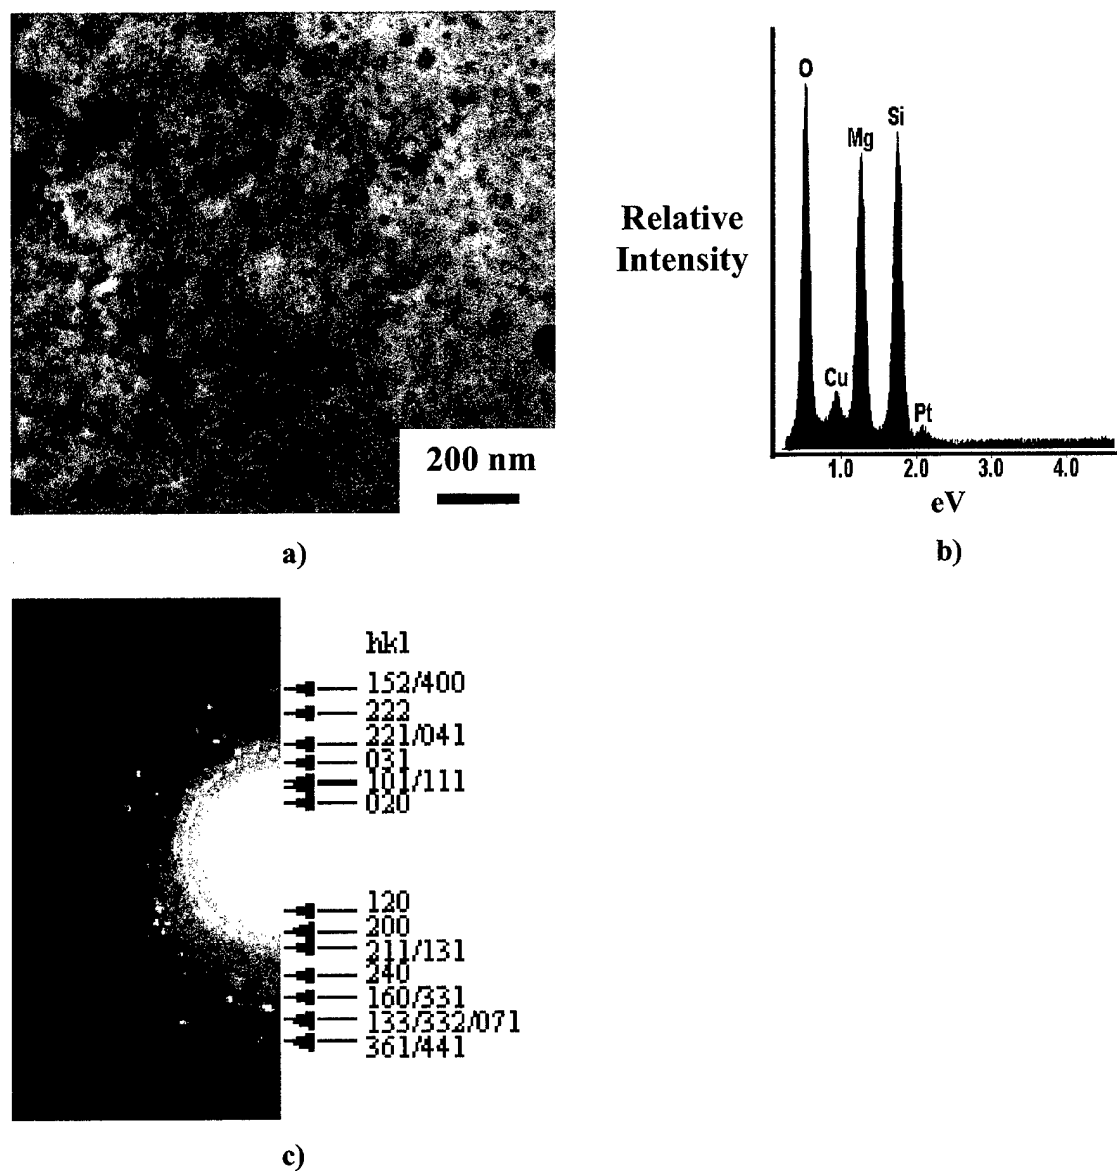 200 nm
a)
Relative
Intensity
O
Mg
Si
Cu
Pt
1.0 2.0 3.0 4.0
eV
b)
hkl
152/400
222
221/041
031
101/111
020
120
200
211/131
240
160/331
133/332/071
361/441
c)